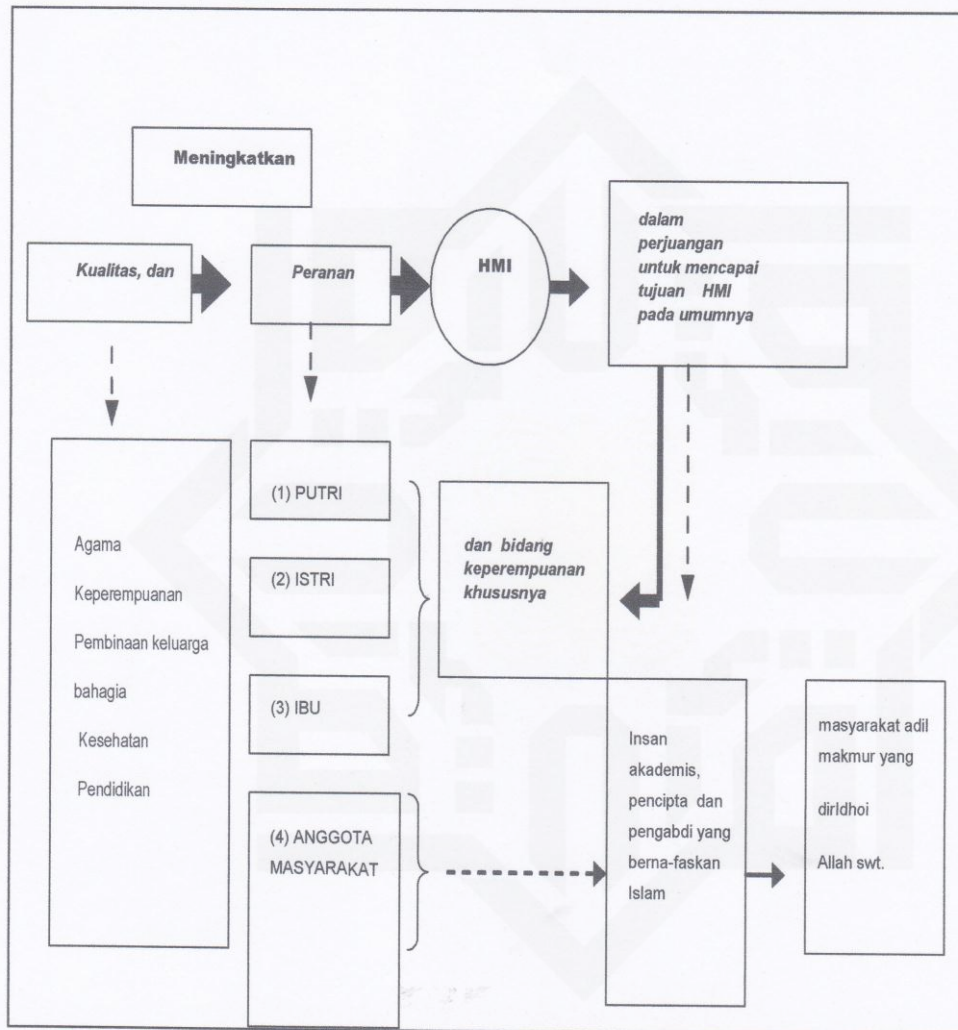 Meningkatkan
Kualitas, dan
Peranan
HMI
dalam
perjuangan
untuk mencapai
tujuan HMI
pada umumnya
Agama
Keperempuanan
Pembinaan keluarga
bahagia
Kesehatan
Pendidikan
(1) PUTRI
(2) ISTRI
(3) IBU
(4) ANGGOTA
MASYARAKAT
dan bidang
keperempuanan
khususnya
Insan
akademis,
pencipta dan
pengabdi yang
berna-faskan
Islam
masyarakat adil
makmur yang
dirIdhoi
Allah swt.